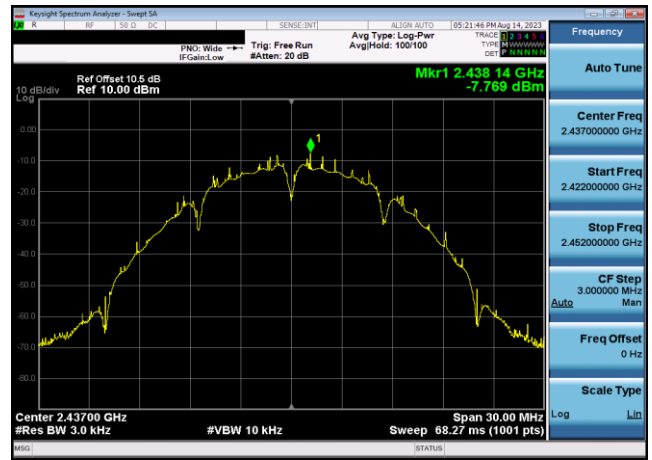 Keysight Spectrum Analyzer - Swept SA
R RF 50 Ω DC SENSE:INT ALIGN AUTO 05:21:46 PM Aug 14, 2023
PNO: Wide
IFGain:Low
Trig: Free Run
#Atten: 20 dB
Avg Type: Log-Pwr
Avg|Hold: 100/100
TRACE 1 2 3 4 5 6
TYPE M WWWWW
DET P NNNNN
Ref Offset 10.5 dB
10 dB/div Ref 10.00 dBm
Log
Mkr1 2.438 14 GHz
-7.769 dBm
1
0.00
-10.0
-20.0
-30.0
-40.0
-50.0
-60.0
-70.0
-80.0
Center 2.43700 GHz Span 30.00 MHz
#Res BW 3.0 kHz #VBW 10 kHz Sweep 68.27 ms (1001 pts)
MSG STATUS
Frequency
Auto Tune
Center Freq
2.437000000 GHz
Start Freq
2.422000000 GHz
Stop Freq
2.452000000 GHz
CF Step
3.000000 MHz
Auto Man
Freq Offset
0 Hz
Scale Type
Log Lin